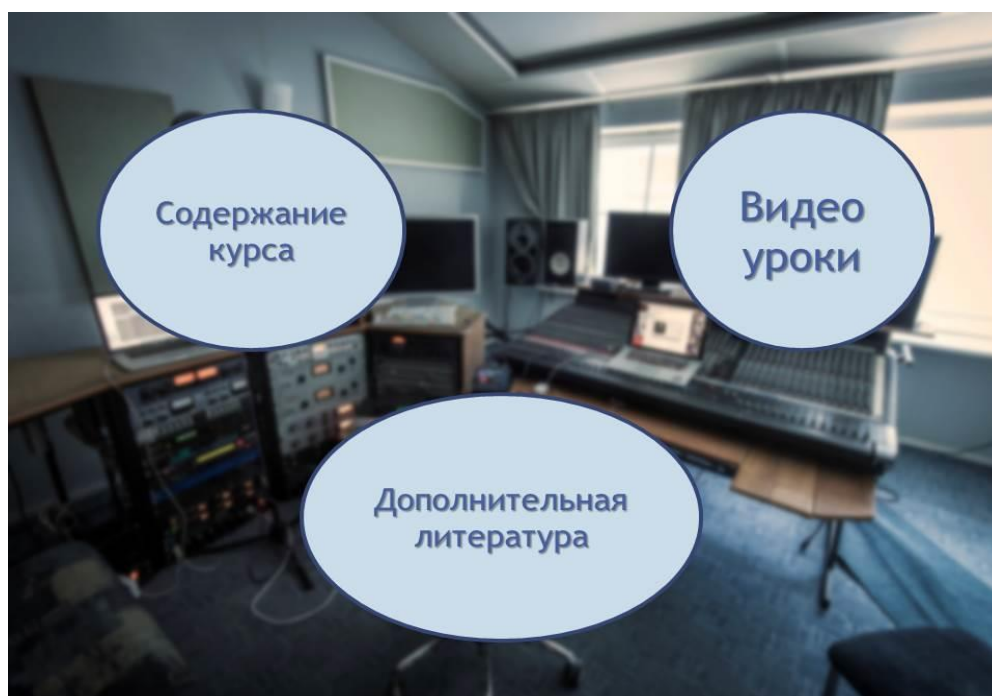 Содержание
курса
Видео
уроки
Дополнительная
литература